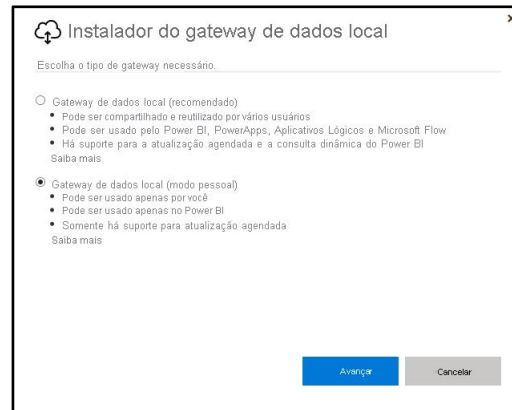 Instalador do gateway de dados local
Escolha o tipo de gateway necessário.
Gateway de dados local (recomendado)
• Pode ser compartilhado e reutilizado por vários usuários
• Pode ser usado pelo Power BI, PowerApps, Aplicativos Lógicos e Microsoft Flow
• Há suporte para a atualização agendada e a consulta dinâmica do Power BI
Saiba mais
Gateway de dados local (modo pessoal)
• Pode ser usado apenas por você
• Pode ser usado apenas no Power BI
• Somente há suporte para atualização agendada
Saiba mais
Avançar Cancelar